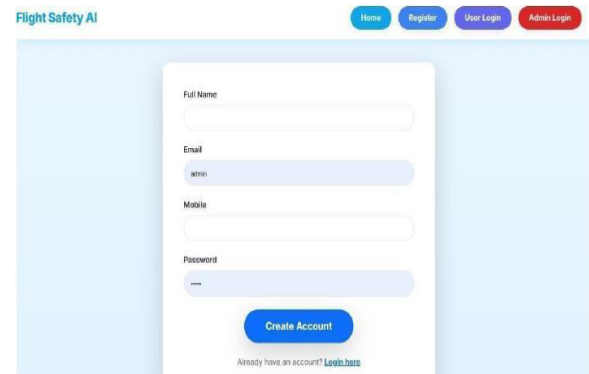 Flight Safety AI
Home Register User Login Admin Login
Full Name
Email
admin
Mobile
Password
•••••
Create Account
Already have an account? Login here